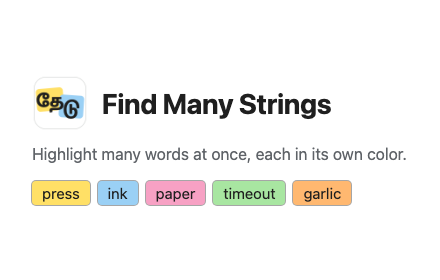 தேடு
Find Many Strings
Highlight many words at once, each in its own color.
press ink paper timeout garlic